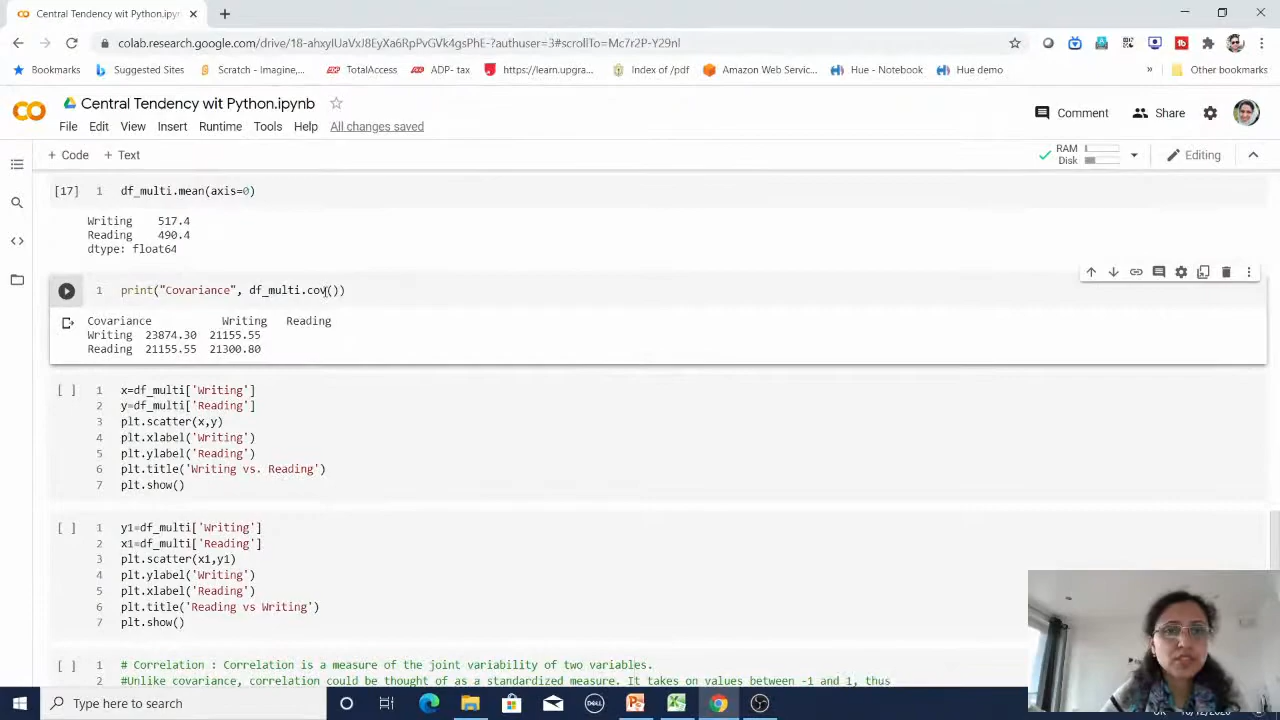 Central Tendency wit Python.ipyn
colab.research.google.com/drive/18-ahxyIUaVxJ8EyXa6RpPvGVk4gsPhE-?authuser=3#scrollTo=Mc7r2P-Y29nl
Bookmarks Suggested Sites Scratch - Imagine,... TotalAccess ADP- tax https://learn.upgra... Index of /pdf Amazon Web Servic... Hue - Notebook Hue demo » Other bookmarks
Central Tendency wit Python.ipynb
Comment Share
File Edit View Insert Runtime Tools Help All changes saved
+ Code + Text RAM Disk Editing
[17] 1 df_multi.mean(axis=0)
Writing 517.4
Reading 490.4
dtype: float64
1 print("Covariance", df_multi.cov())
Covariance Writing Reading
Writing 23874.30 21155.55
Reading 21155.55 21300.80
[ ] 1 x=df_multi['Writing']
2 y=df_multi['Reading']
3 plt.scatter(x,y)
4 plt.xlabel('Writing')
5 plt.ylabel('Reading')
6 plt.title('Writing vs. Reading')
7 plt.show()
[ ] 1 y1=df_multi['Writing']
2 x1=df_multi['Reading']
3 plt.scatter(x1,y1)
4 plt.ylabel('Writing')
5 plt.xlabel('Reading')
6 plt.title('Reading vs Writing')
7 plt.show()
[ ] 1 # Correlation : Correlation is a measure of the joint variability of two variables.
2 #Unlike covariance, correlation could be thought of as a standardized measure. It takes on values between -1 and 1, thus
Type here to search